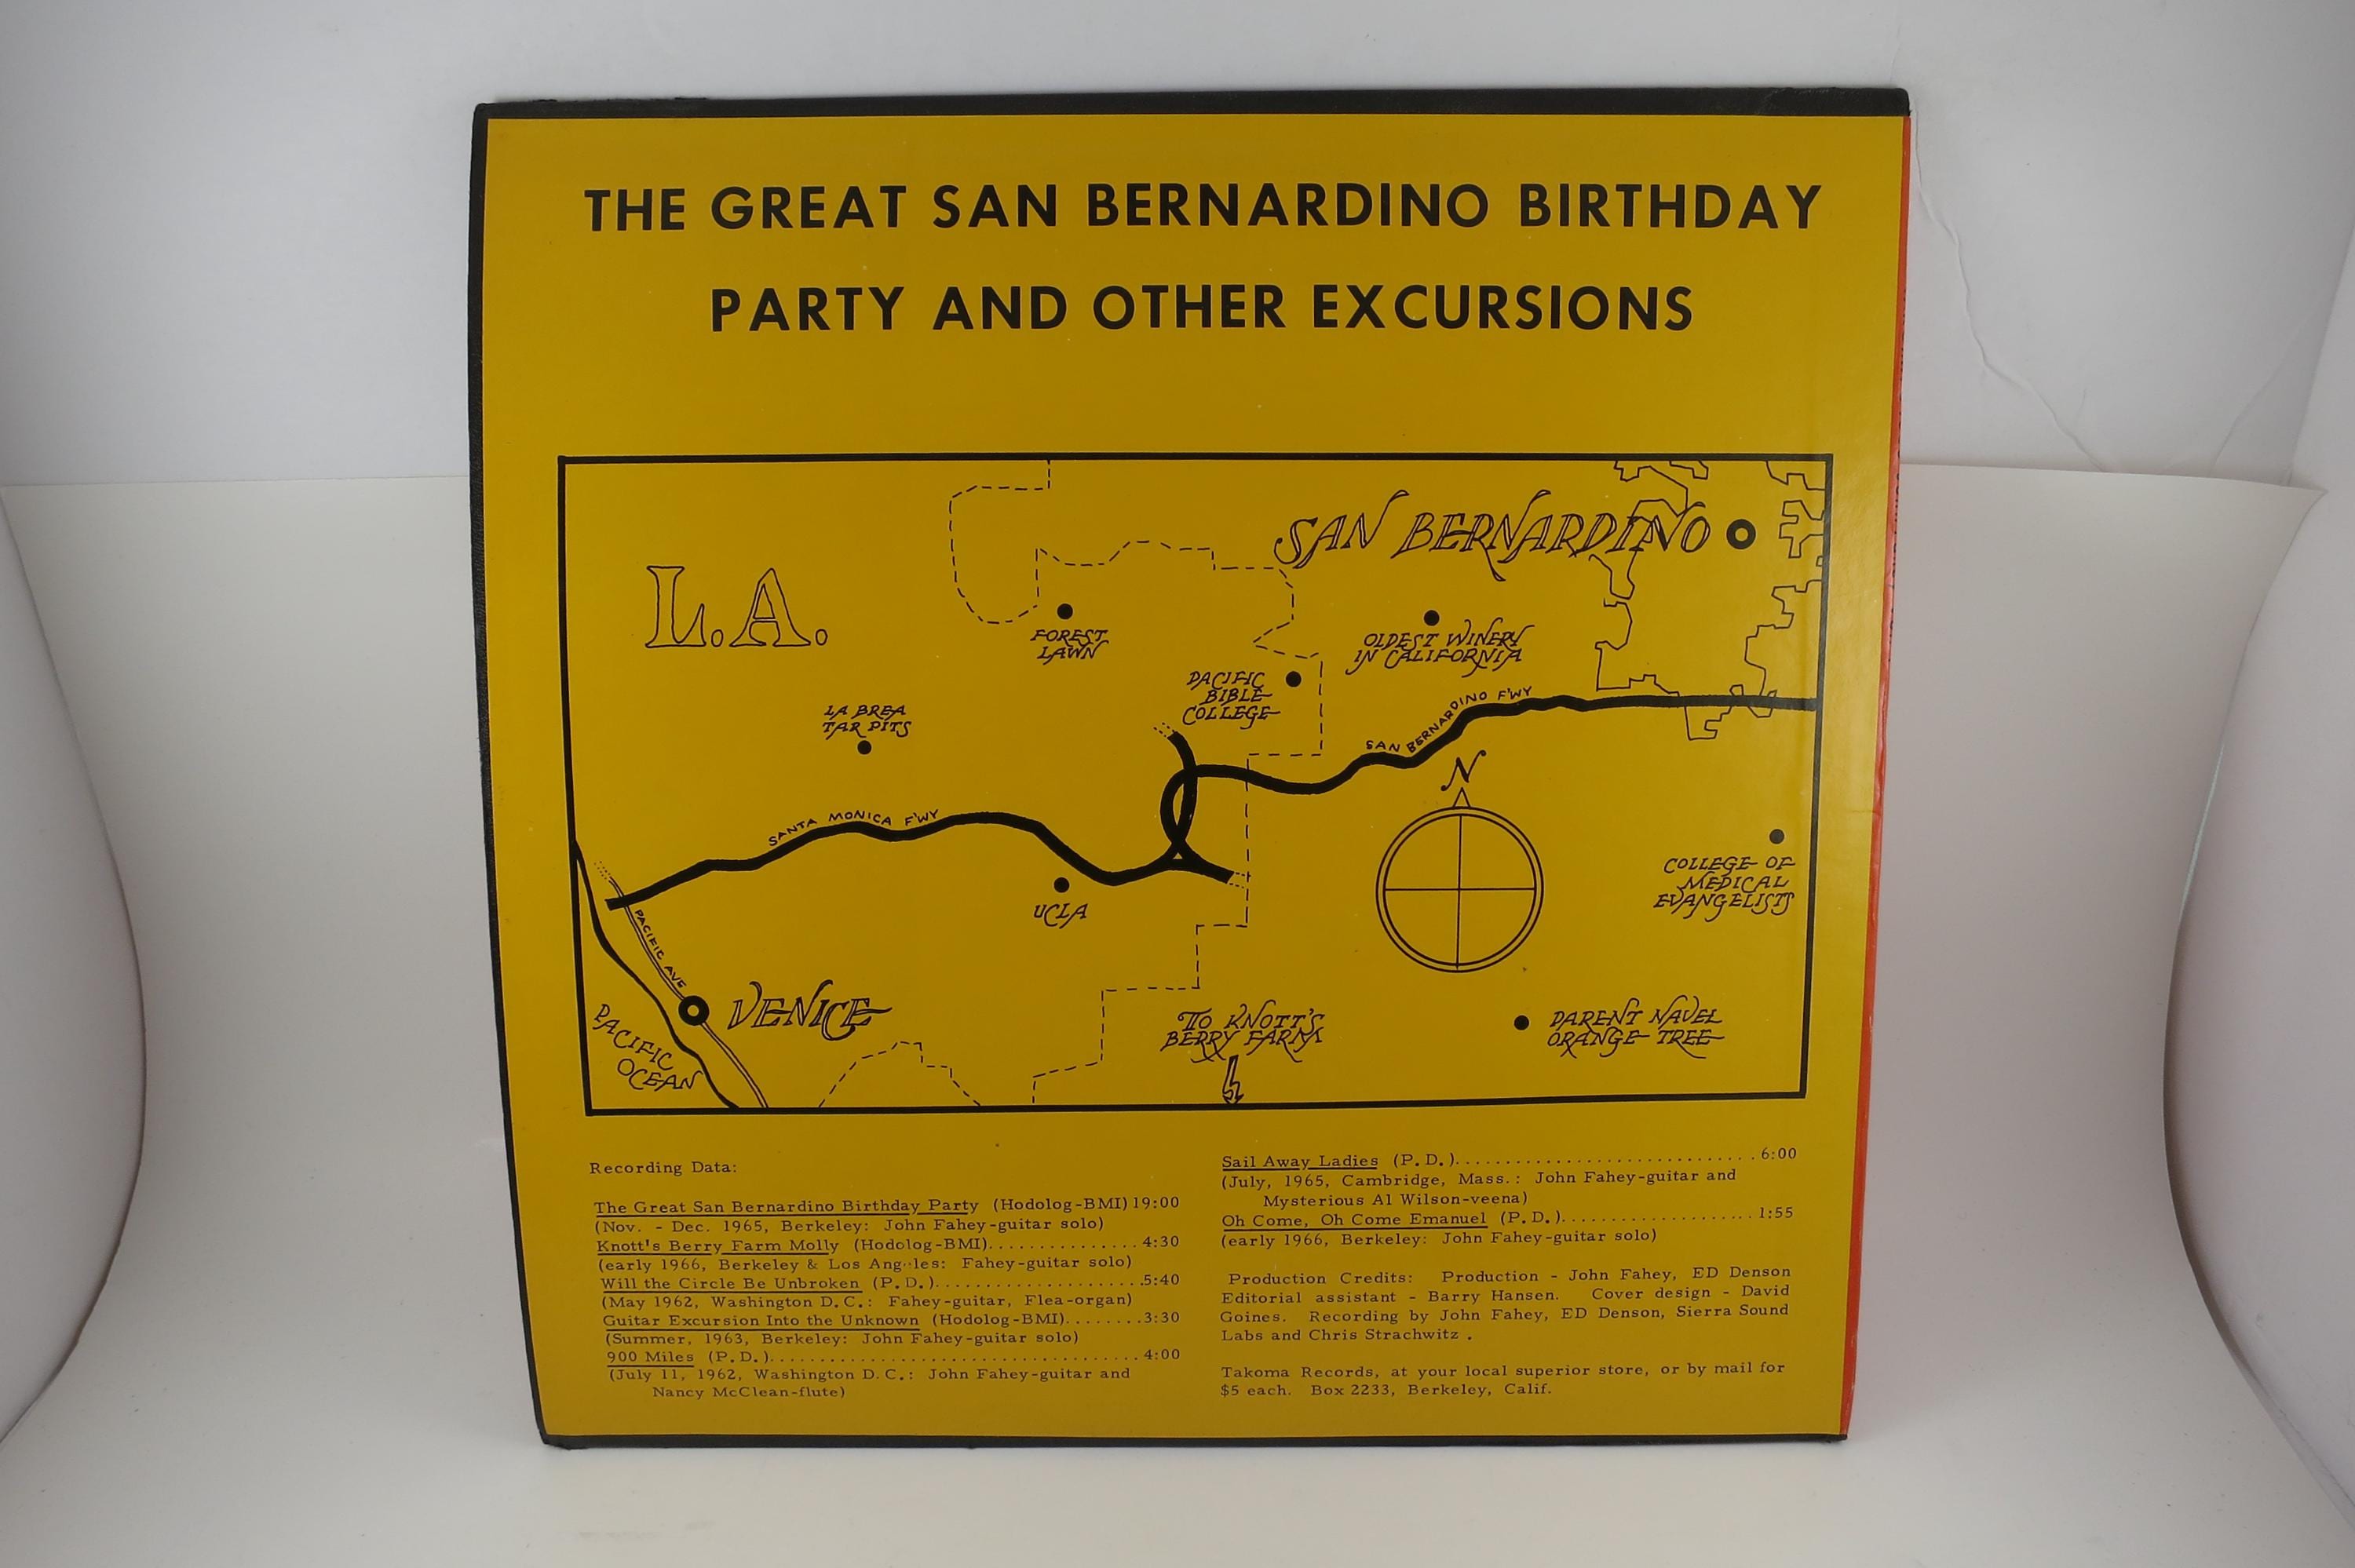 THE GREAT SAN BERNARDINO BIRTHDAY
PARTY AND OTHER EXCURSIONS
SAN BERNARDINO
L.A.
FOREST
LAWN
OLDEST WINERY
IN CALIFORNIA
PACIFIC
BIBLE
COLLEGE
LA BREA
TAR PITS
SAN BERNARDINO F'WY
N
SANTA MONICA F'WY
COLLEGE OF
MEDICAL
EVANGELISTS
UCLA
PACIFIC AVE
VENICE
PACIFIC
OCEAN
TO KNOTT'S
BERRY FARM
PARENT NAVEL
ORANGE TREE
Recording Data:
The Great San Bernardino Birthday Party (Hodolog-BMI) 19:00
(Nov. - Dec. 1965, Berkeley: John Fahey-guitar solo)
Knott's Berry Farm Molly (Hodolog-BMI)...............4:30
(early 1966, Berkeley & Los Ang les: Fahey-guitar solo)
Will the Circle Be Unbroken (P.D.).....................5:40
(May 1962, Washington D.C.: Fahey-guitar, Flea-organ)
Guitar Excursion Into the Unknown (Hodolog-BMI)........3:30
(Summer, 1963, Berkeley: John Fahey-guitar solo)
900 Miles (P.D.).....................................4:00
(July 11, 1962, Washington D.C.: John Fahey-guitar and
Nancy McClean-flute)
Sail Away Ladies (P.D.)..............................6:00
(July, 1965, Cambridge, Mass.: John Fahey-guitar and
Mysterious Al Wilson-veena)
Oh Come, Oh Come Emanuel (P.D.)...................1:55
(early 1966, Berkeley: John Fahey-guitar solo)
Production Credits: Production - John Fahey, ED Denson
Editorial assistant - Barry Hansen. Cover design - David
Goines. Recording by John Fahey, ED Denson, Sierra Sound
Labs and Chris Strachwitz .
Takoma Records, at your local superior store, or by mail for
$5 each. Box 2233, Berkeley, Calif.